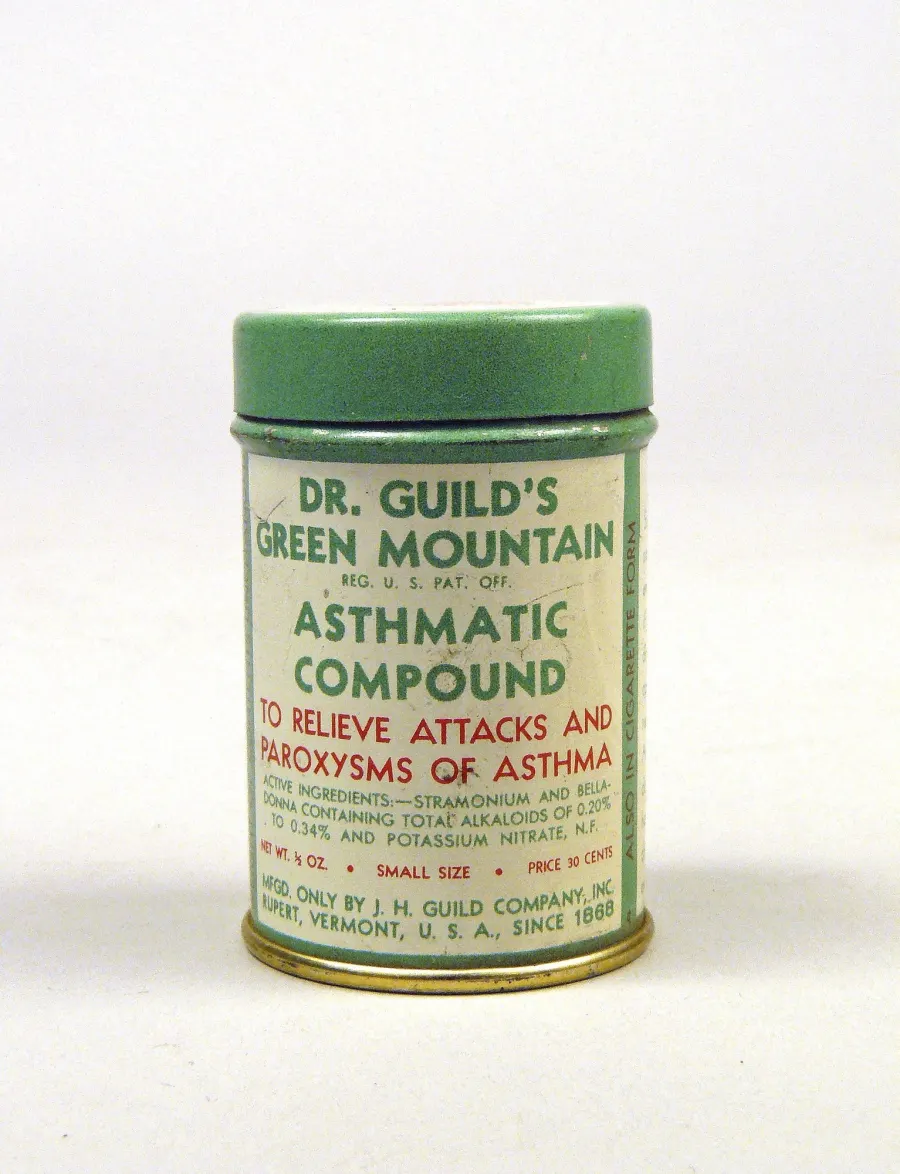 DR. GUILD'S
GREEN MOUNTAIN
REG. U. S. PAT. OFF.
ASTHMATIC
COMPOUND
TO RELIEVE ATTACKS AND
PAROXYSMS OF ASTHMA
ACTIVE INGREDIENTS:—STRAMONIUM AND BELLA-
DONNA CONTAINING TOTAL ALKALOIDS OF 0.20%
TO 0.34% AND POTASSIUM NITRATE, N.F.
NET WT. ½ OZ. • SMALL SIZE • PRICE 30 CENTS
MFGD. ONLY BY J. H. GUILD COMPANY, INC.
RUPERT, VERMONT, U. S. A., SINCE 1868
ALSO IN CIGARETTE FORM